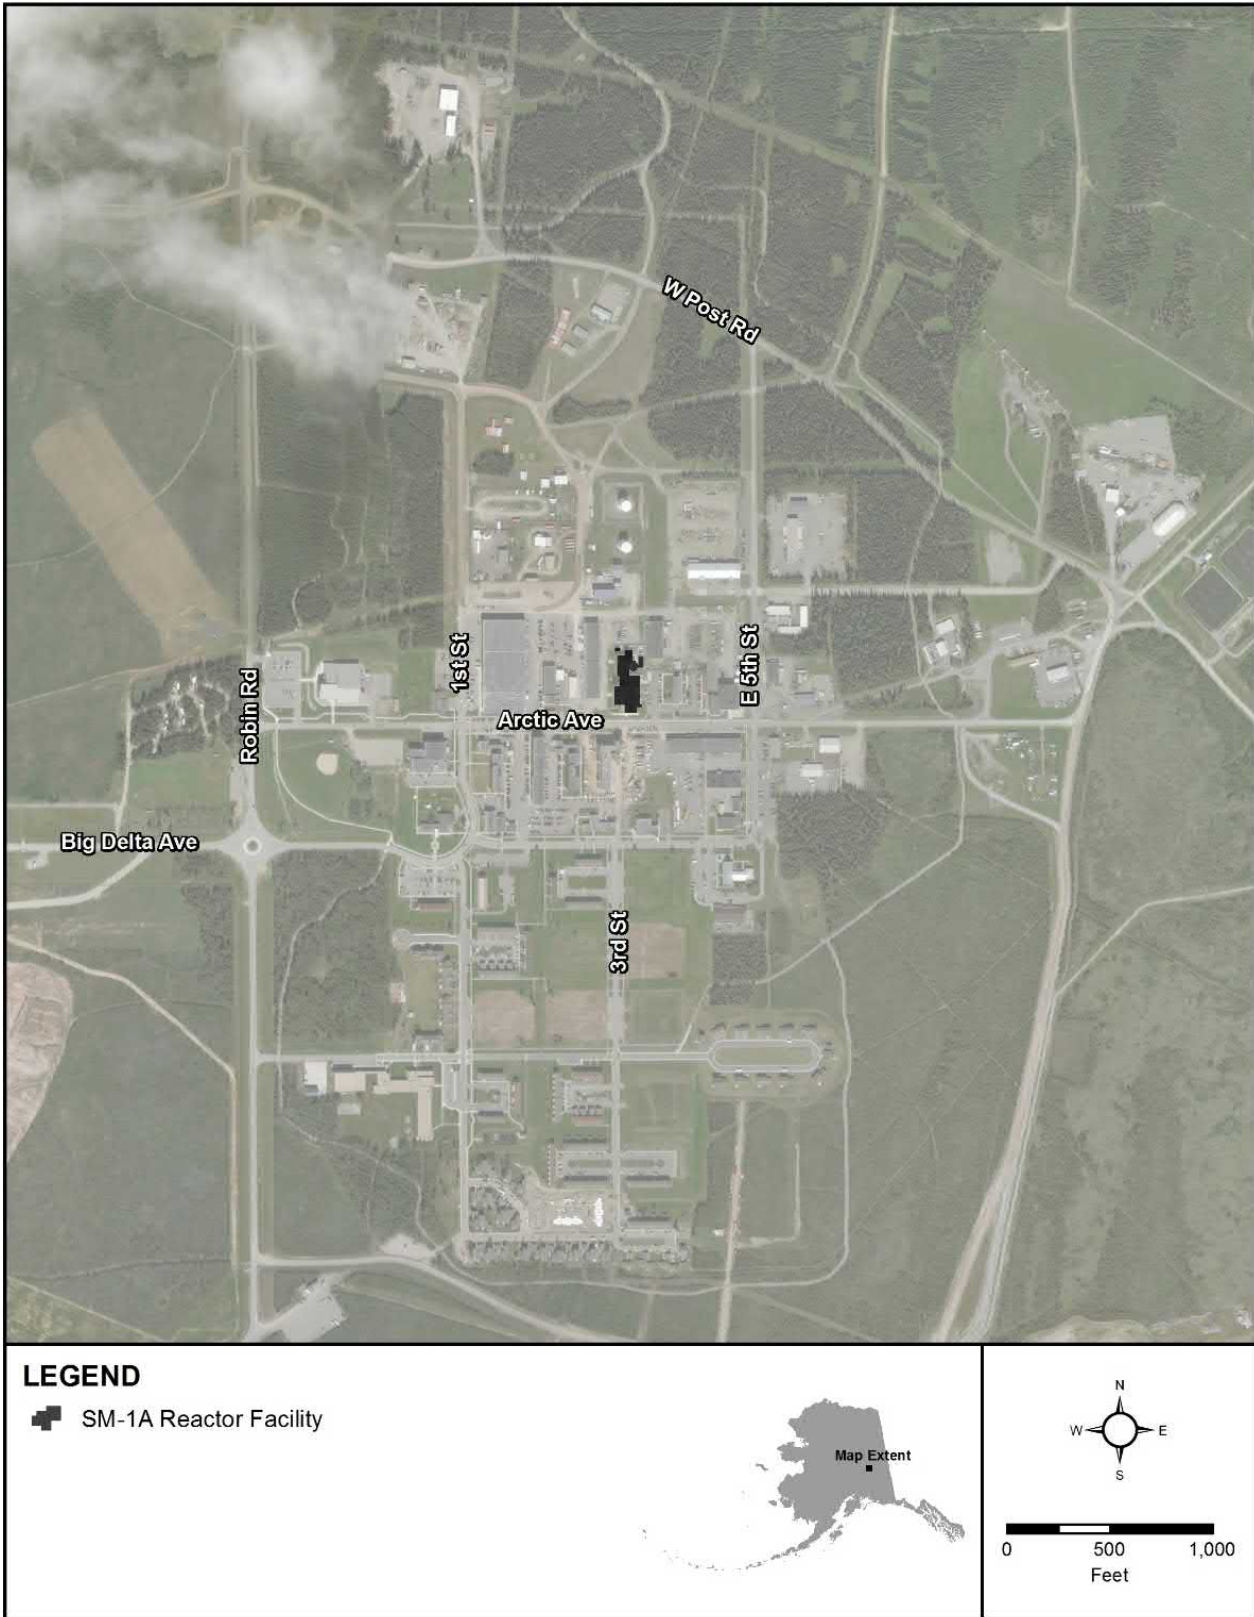 W Post Rd
1st St
E 5th St
Robin Rd
Arctic Ave
Big Delta Ave
3rd St
LEGEND
SM-1A Reactor Facility
Map Extent
N
W
E
S
0
500
1,000
Feet